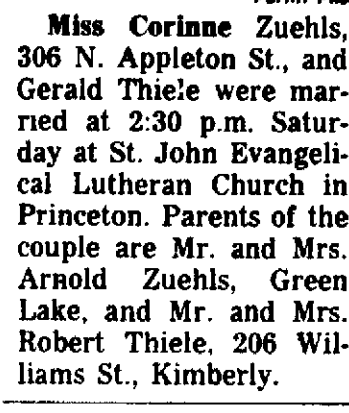 Miss Corinne Zuehls,
306 N. Appleton St., and
Gerald Thiele were mar-
ried at 2:30 p.m. Satur-
day at St. John Evangeli-
cal Lutheran Church in
Princeton. Parents of the
couple are Mr. and Mrs.
Arnold Zuehls, Green
Lake, and Mr. and Mrs.
Robert Thiele, 206 Wil-
liams St., Kimberly.